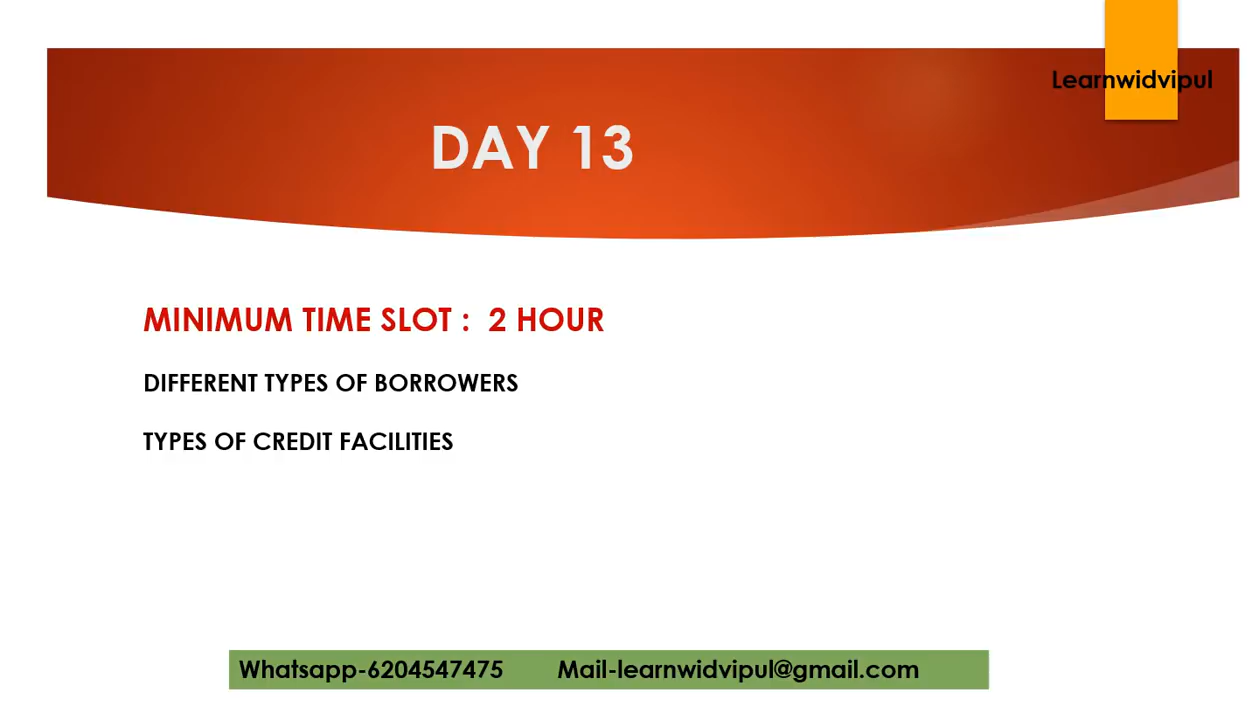 Learnwidvipul
DAY 13
MINIMUM TIME SLOT : 2 HOUR
DIFFERENT TYPES OF BORROWERS
TYPES OF CREDIT FACILITIES
Whatsapp-6204547475 Mail-learnwidvipul@gmail.com